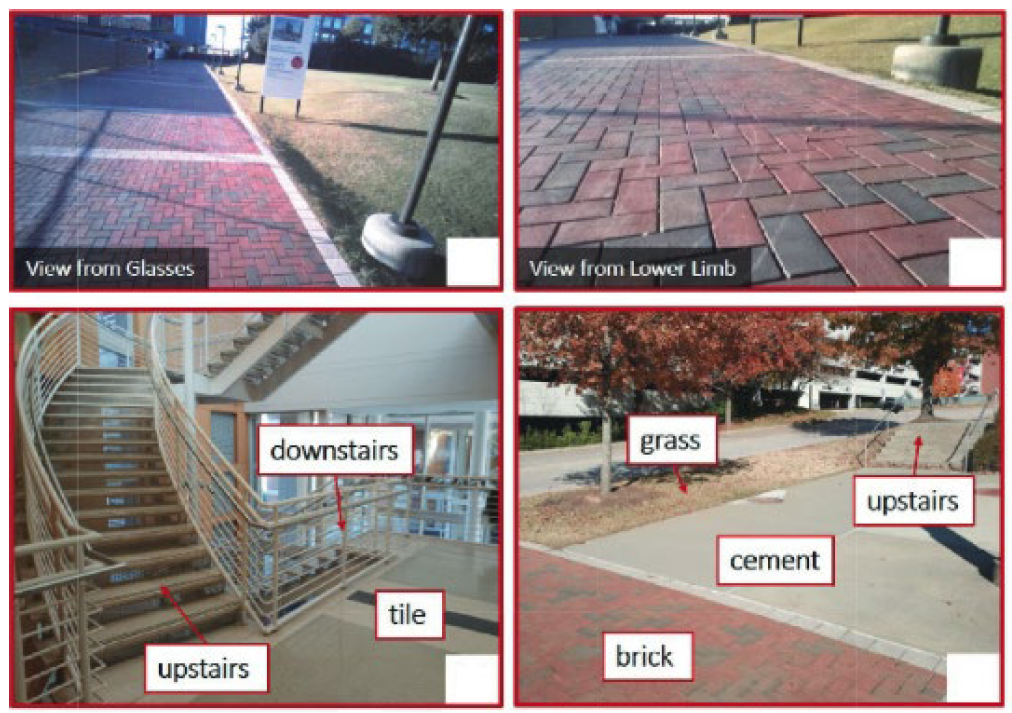 View from Glasses
View from Lower Limb
downstairs
tile
upstairs
grass
upstairs
cement
brick